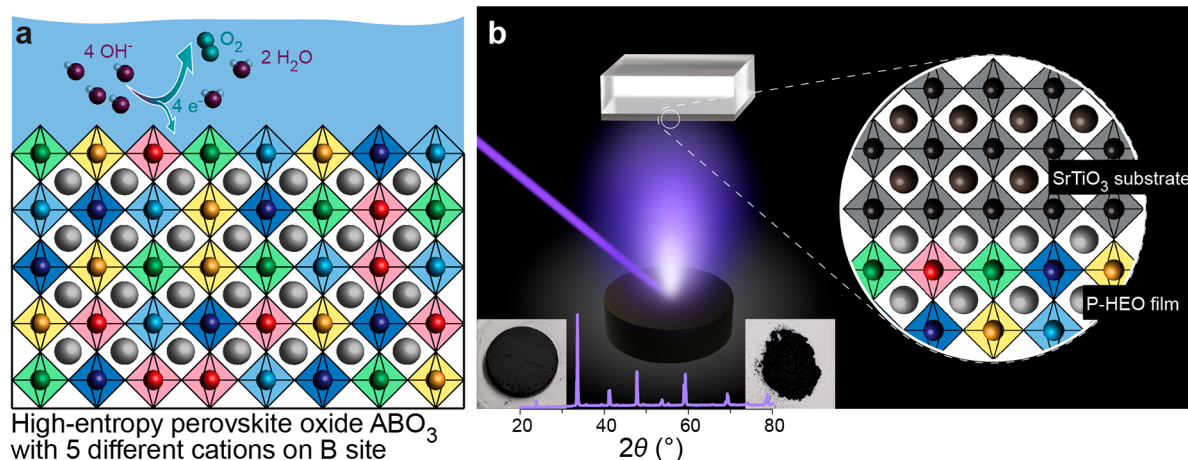 a
4 OH⁻
O₂
2 H₂O
4 e⁻
High-entropy perovskite oxide ABO₃
with 5 different cations on B site
b
SrTiO₃ substrate
P-HEO film
20 40 60 80
2θ (°)